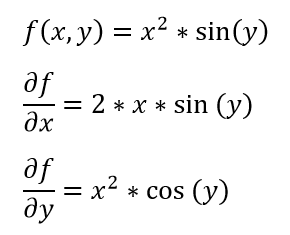 f(x, y) = x² * sin(y)
∂f/∂x = 2 * x * sin (y)
∂f/∂y = x² * cos (y)